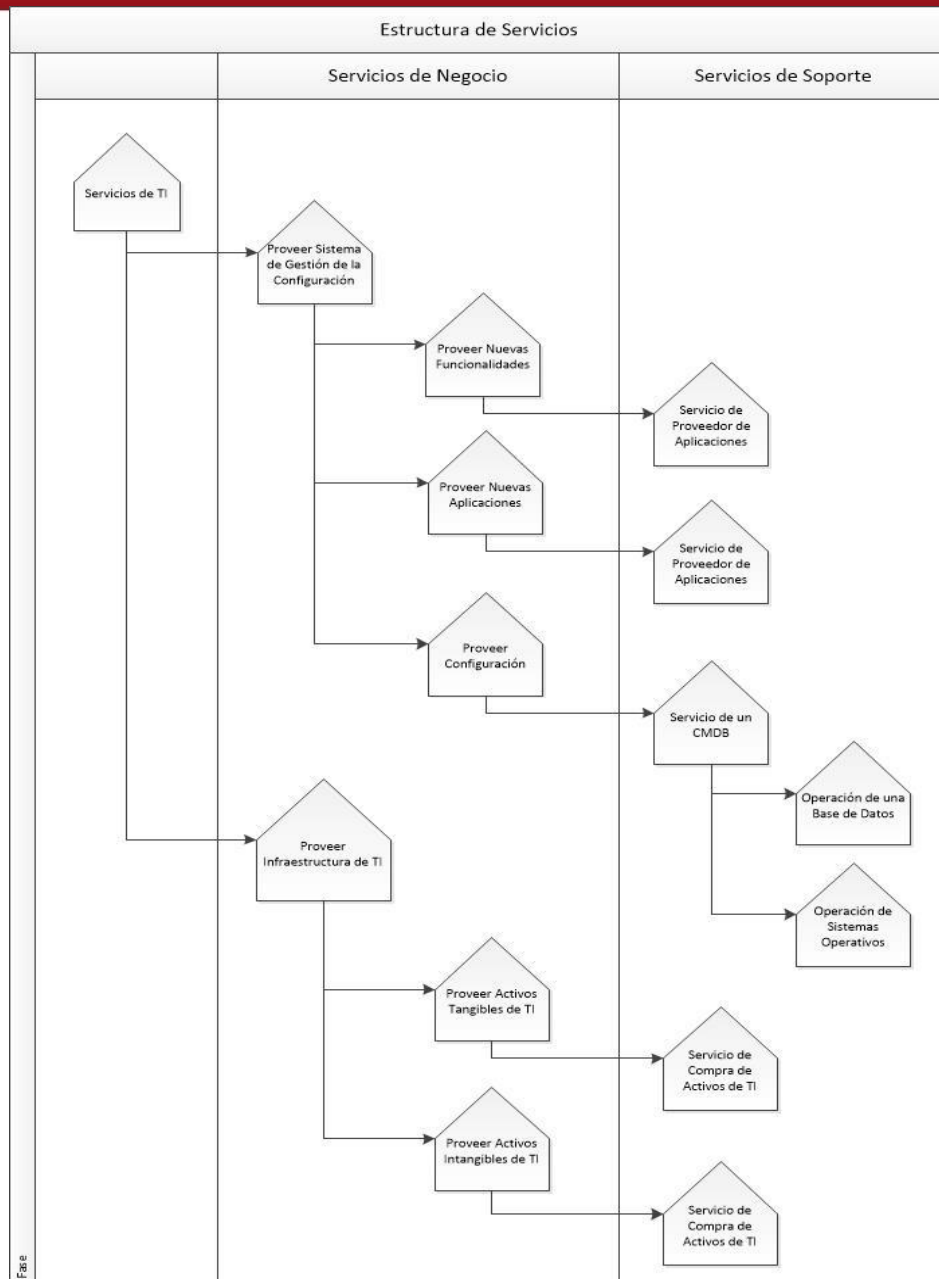 Estructura de Servicios
Servicios de Negocio
Servicios de Soporte
Servicios de TI
Proveer Sistema
de Gestión de la
Configuración
Proveer Nuevas
Funcionalidades
Servicio de
Proveedor de
Aplicaciones
Proveer Nuevas
Aplicaciones
Servicio de
Proveedor de
Aplicaciones
Proveer
Configuración
Servicio de un
CMDB
Operación de una
Base de Datos
Proveer
Infraestructura de TI
Operación de
Sistemas
Operativos
Proveer Activos
Tangibles de TI
Servicio de
Compra de
Activos de TI
Proveer Activos
Intangibles de TI
Servicio de
Compra de
Activos de TI
Fase